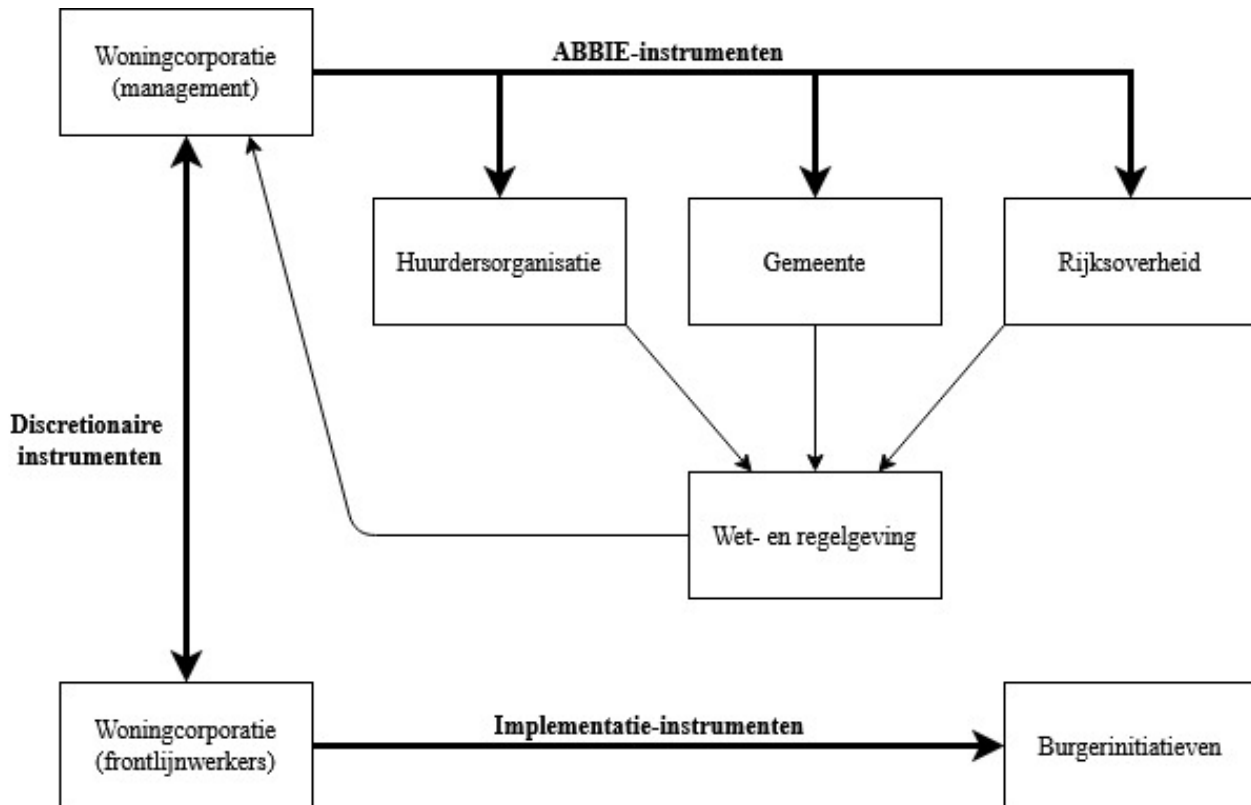 Woningcorporatie
(management)
ABBIE-instrumenten
Huurdersorganisatie
Gemeente
Rijksoverheid
Discretionaire
instrumenten
Wet- en regelgeving
Woningcorporatie
(frontlijnwerkers)
Implementatie-instrumenten
Burgerinitiatieven